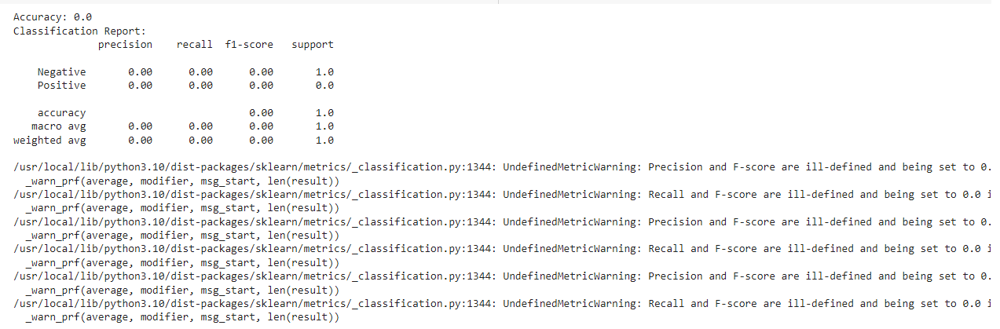 Accuracy: 0.0
Classification Report:
precision recall f1-score support
Negative 0.00 0.00 0.00 1.0
Positive 0.00 0.00 0.00 0.0
accuracy 0.00 1.0
macro avg 0.00 0.00 0.00 1.0
weighted avg 0.00 0.00 0.00 1.0
/usr/local/lib/python3.10/dist-packages/sklearn/metrics/_classification.py:1344: UndefinedMetricWarning: Precision and F-score are ill-defined and being set to 0.
_warn_prf(average, modifier, msg_start, len(result))
/usr/local/lib/python3.10/dist-packages/sklearn/metrics/_classification.py:1344: UndefinedMetricWarning: Recall and F-score are ill-defined and being set to 0.0 i
_warn_prf(average, modifier, msg_start, len(result))
/usr/local/lib/python3.10/dist-packages/sklearn/metrics/_classification.py:1344: UndefinedMetricWarning: Precision and F-score are ill-defined and being set to 0.
_warn_prf(average, modifier, msg_start, len(result))
/usr/local/lib/python3.10/dist-packages/sklearn/metrics/_classification.py:1344: UndefinedMetricWarning: Recall and F-score are ill-defined and being set to 0.0 i
_warn_prf(average, modifier, msg_start, len(result))
/usr/local/lib/python3.10/dist-packages/sklearn/metrics/_classification.py:1344: UndefinedMetricWarning: Precision and F-score are ill-defined and being set to 0.
_warn_prf(average, modifier, msg_start, len(result))
/usr/local/lib/python3.10/dist-packages/sklearn/metrics/_classification.py:1344: UndefinedMetricWarning: Recall and F-score are ill-defined and being set to 0.0 i
_warn_prf(average, modifier, msg_start, len(result))